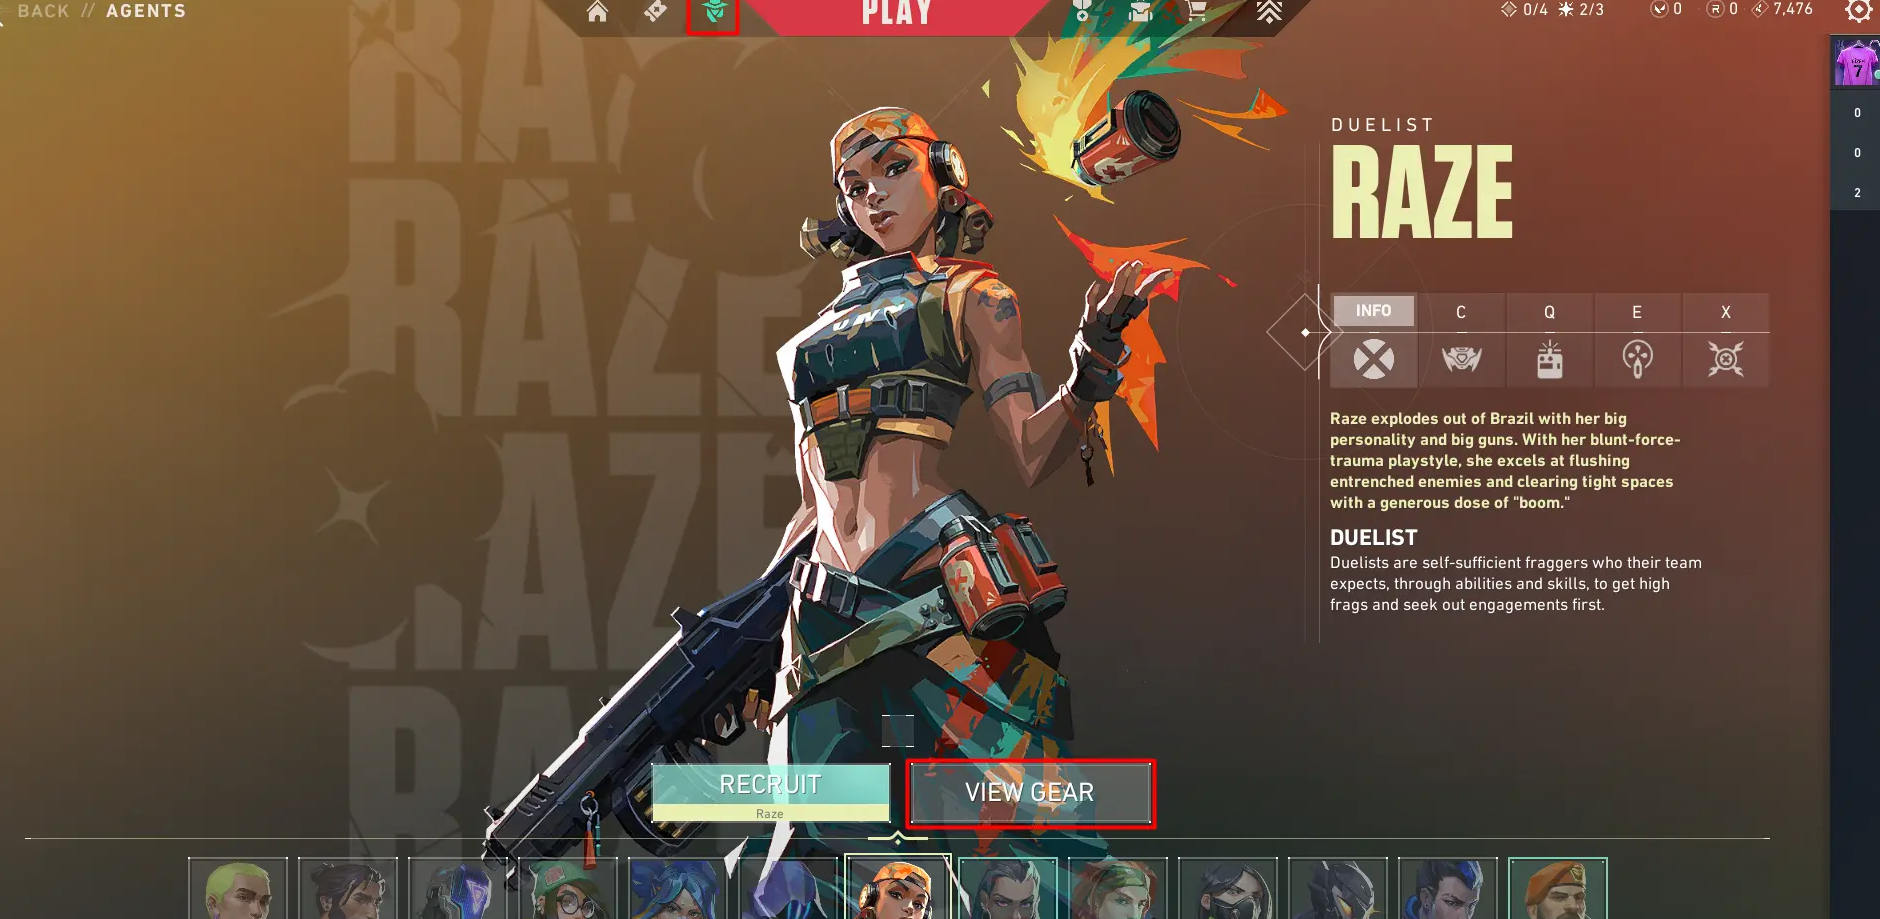 BACK // AGENTS
PLAY
0/4
2/3
0
0
7,476
7
0
0
2
RAZE
RAZE
RAZE
DUELIST
RAZE
INFO
C
Q
E
X
Raze explodes out of Brazil with her big
personality and big guns. With her blunt-force-
trauma playstyle, she excels at flushing
entrenched enemies and clearing tight spaces
with a generous dose of "boom."
DUELIST
Duelists are self-sufficient fraggers who their team
expects, through abilities and skills, to get high
frags and seek out engagements first.
RECRUIT
Raze
VIEW GEAR